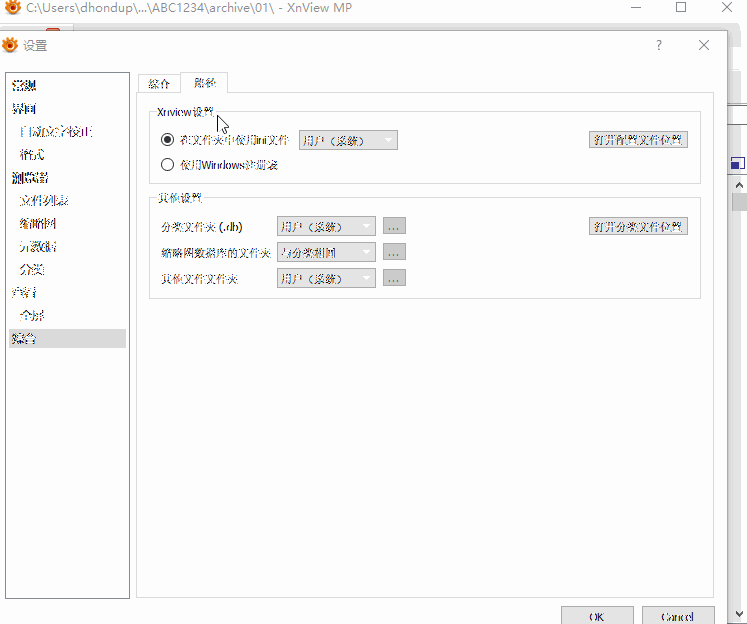 C:\Users\dhondup\...\ABC1234\archive\01\ - XnView MP
设置
?
常规
界面
自动文字校正
格式
浏览器
文件列表
缩略图
元数据
分类
查看
全屏
综合
综合
路径
Xnview设置
在文件夹中使用ini文件
用户（系统）
打开配置文件位置
使用Windows注册表
其他设置
分类文件夹 (.db)
用户（系统）
...
打开分类文件位置
缩略图数据库的文件夹
与分类相同
...
其他文件文件夹
用户（系统）
...
OK
Cancel